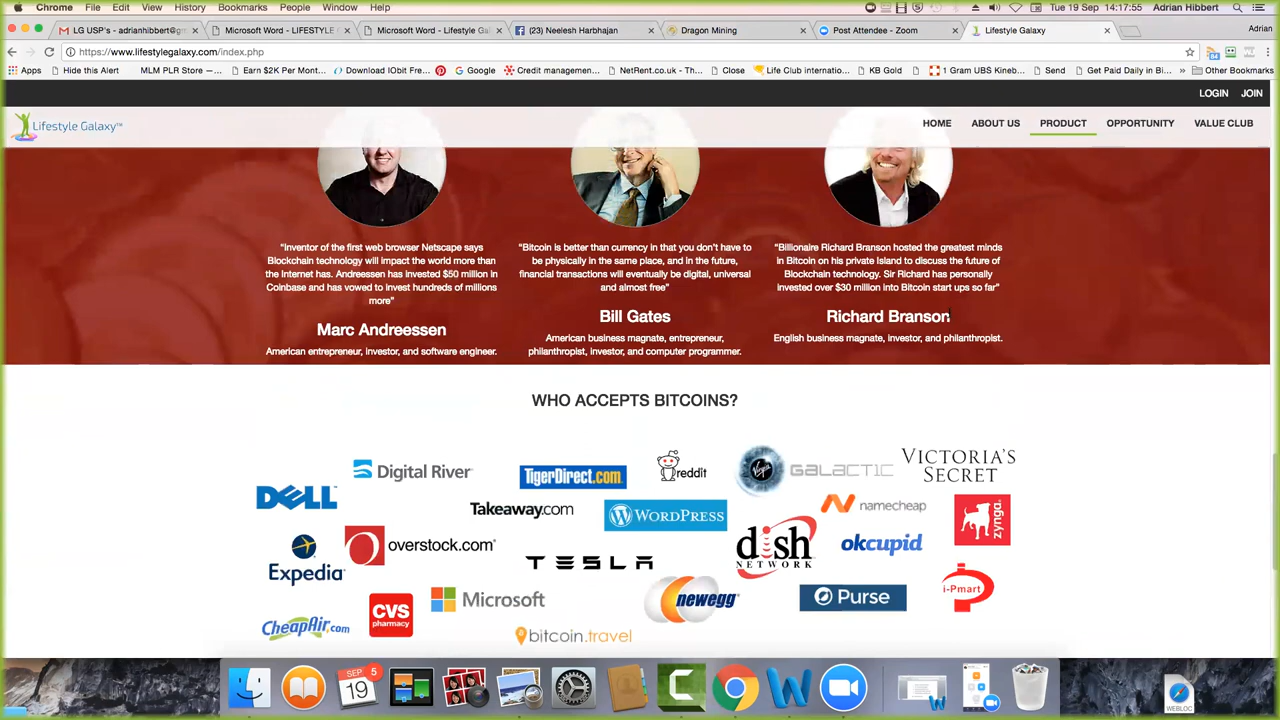 Chrome File Edit View History Bookmarks People Window Help Tue 19 Sep 14:17:55 Adrian Hibbert
LG USP's - adrianhibbert@gm Microsoft Word - LIFESTYLE G Microsoft Word - Lifestyle Gal (23) Neelesh Harbhajan Dragon Mining Post Attendee - Zoom Lifestyle Galaxy Adrian
https://www.lifestylegalaxy.com/index.php
Apps Hide this Alert MLM PLR Store —... Earn $2K Per Mont... Download IObit Fre... Google Credit managemen... NetRent.co.uk - Th... Close Life Club internatio... KB Gold 1 Gram UBS Kineb... Send Get Paid Daily in Bi... » Other Bookmarks
LOGIN JOIN
Lifestyle Galaxy™ HOME ABOUT US PRODUCT OPPORTUNITY VALUE CLUB
“Inventor of the first web browser Netscape says
Blockchain technology will impact the world more than
the Internet has. Andreessen has Invested $50 million in
Coinbase and has vowed to invest hundreds of millions
more”
Marc Andreessen
American entrepreneur, investor, and software engineer.
“Bitcoin is better than currency in that you don't have to
be physically in the same place, and in the future,
financial transactions will eventually be digital, universal
and almost free”
Bill Gates
American business magnate, entrepreneur,
philanthropist, investor, and computer programmer.
“Billionaire Richard Branson hosted the greatest minds
in Bitcoin on his private Island to discuss the future of
Blockchain technology. Sir Richard has personally
invested over $30 million into Bitcoin start ups so far”
Richard Branson
English business magnate, investor, and philanthropist.
WHO ACCEPTS BITCOINS?
Digital River TigerDirect.com reddit Virgin GALACTIC VICTORIA'S
SECRET
DELL Takeaway.com WORDPRESS namecheap zynga
Expedia overstock.com TESLA dish
NETWORK okcupid
CheapAir.com CVS
pharmacy Microsoft newegg Purse i-Pmart
bitcoin.travel
SEP 5
19
WEBLOC